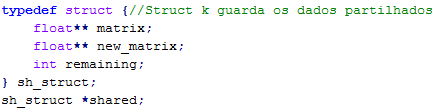 typedef struct {//Struct k guarda os dados partilhados
    float** matrix;
    float** new_matrix;
    int remaining;
} sh_struct;
sh_struct *shared;